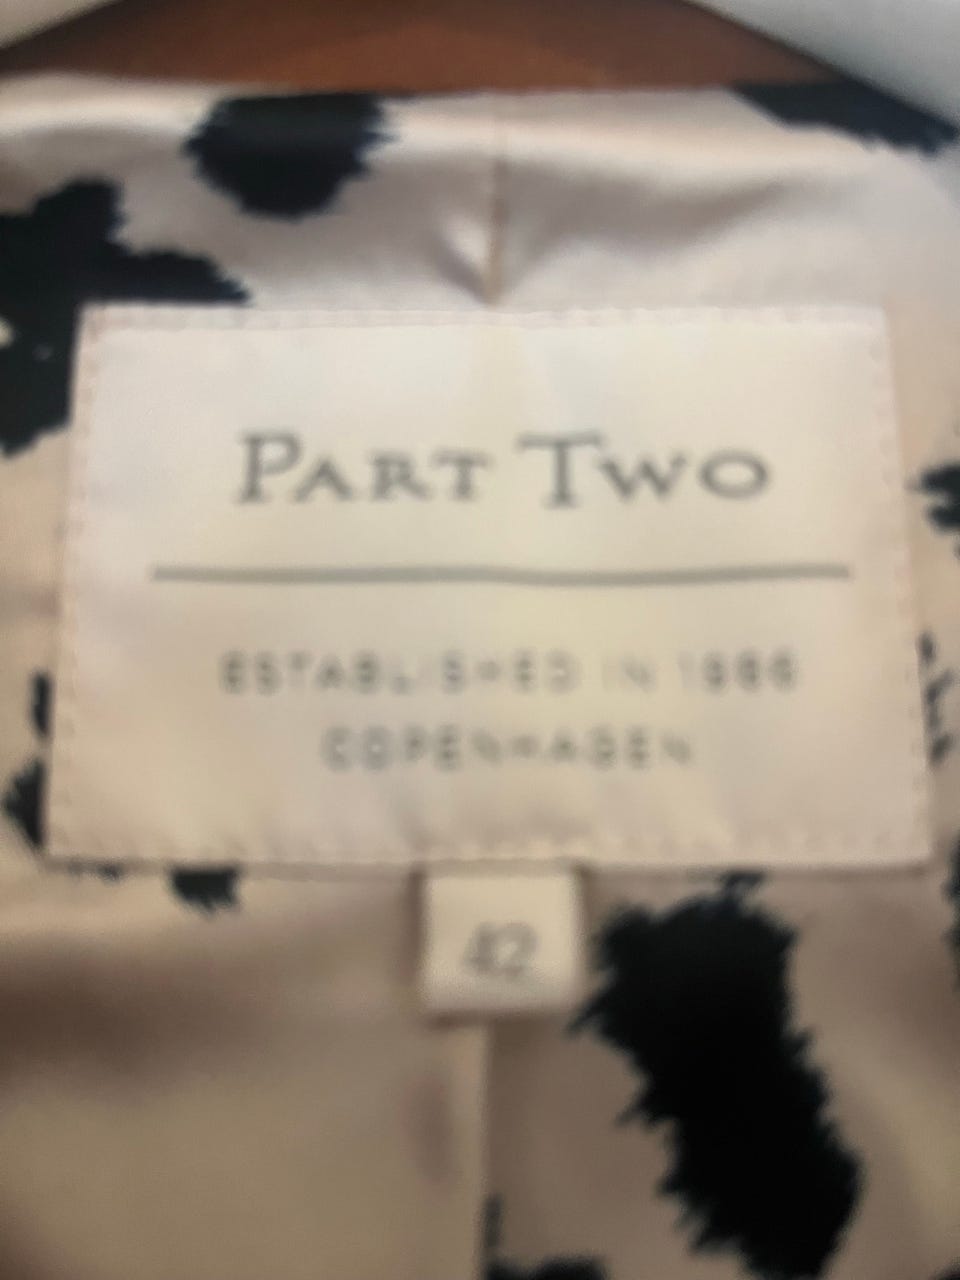 PART TWO
ESTABLISHED IN 1986
COPENHAGEN
42